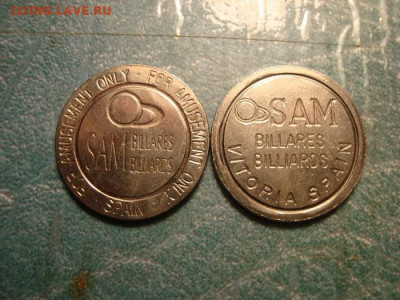 COINS.LAVE.RU
FOR AMUSEMENT ONLY · FOR AMUSEMENT ONLY
SAM BILLARES
BILLIARDS
· SPAIN ·
SAM
BILLARES
BILLIARDS
VITORIA SPAIN